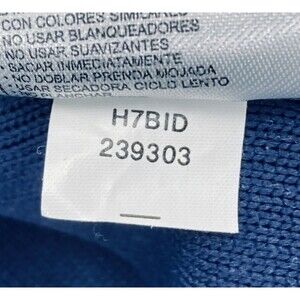 CON COLORES SIMILARES
NO USAR BLANQUEADORES
NO USAR SUAVIZANTES
• SACAR INMEDIATAMENTE
• NO DOBLAR PRENDA MOJADA
• USAR SECADORA CICLO LENTO
NO PLANCHAR
H7BID
239303